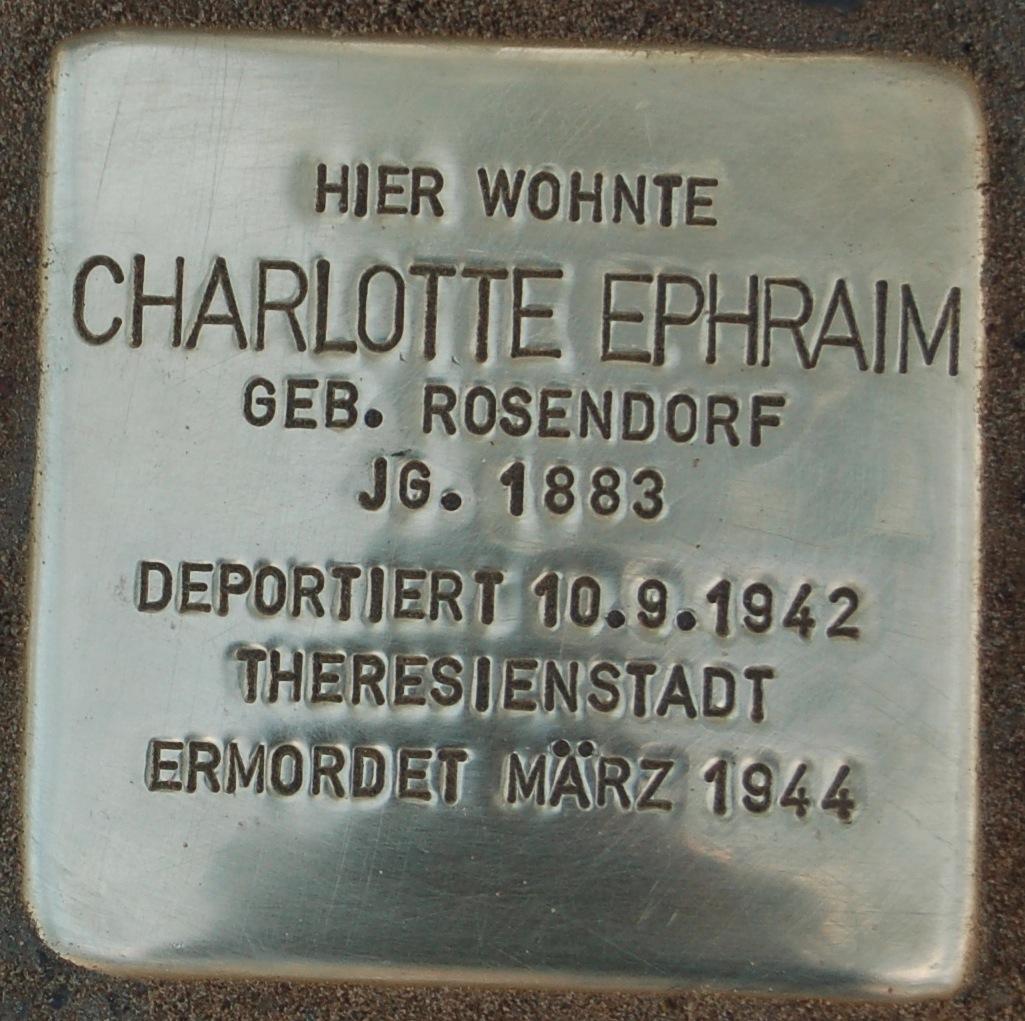 HIER WOHNTE
CHARLOTTE EPHRAIM
GEB. ROSENDORF
JG. 1883
DEPORTIERT 10.9.1942
THERESIENSTADT
ERMORDET MÄRZ 1944